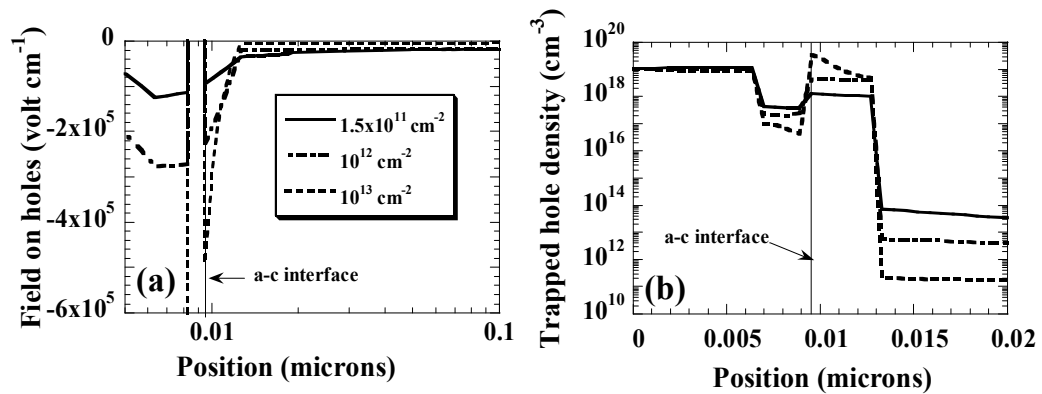 Field on holes (volt cm-1)
0
-2x10^5
-4x10^5
-6x10^5
1.5x10^11 cm-2
10^12 cm-2
10^13 cm-2
(a)
a-c interface
0.01
0.1
Position (microns)
Trapped hole density (cm-3)
10^20
10^18
10^16
10^14
10^12
10^10
a-c interface
(b)
0
0.006
0.01
0.015
0.02
Position (microns)